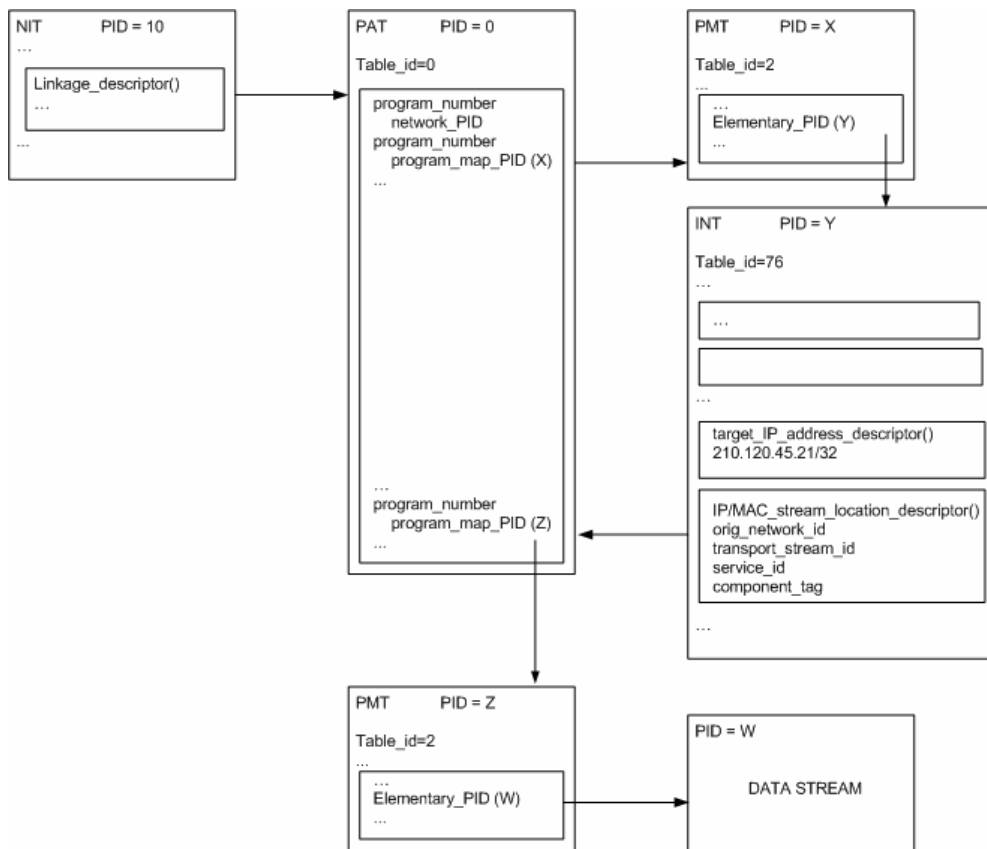 NIT PID = 10
...
Linkage_descriptor()
...
...
PAT PID = 0
Table_id=0
program_number
network_PID
program_number
program_map_PID (X)
...
...
program_number
program_map_PID (Z)
...
PMT PID = X
Table_id=2
...
...
Elementary_PID (Y)
...
INT PID = Y
Table_id=76
...
...
...
target_IP_address_descriptor()
210.120.45.21/32
IP/MAC_stream_location_descriptor()
orig_network_id
transport_stream_id
service_id
component_tag
...
PMT PID = Z
Table_id=2
...
...
Elementary_PID (W)
...
PID = W
DATA STREAM